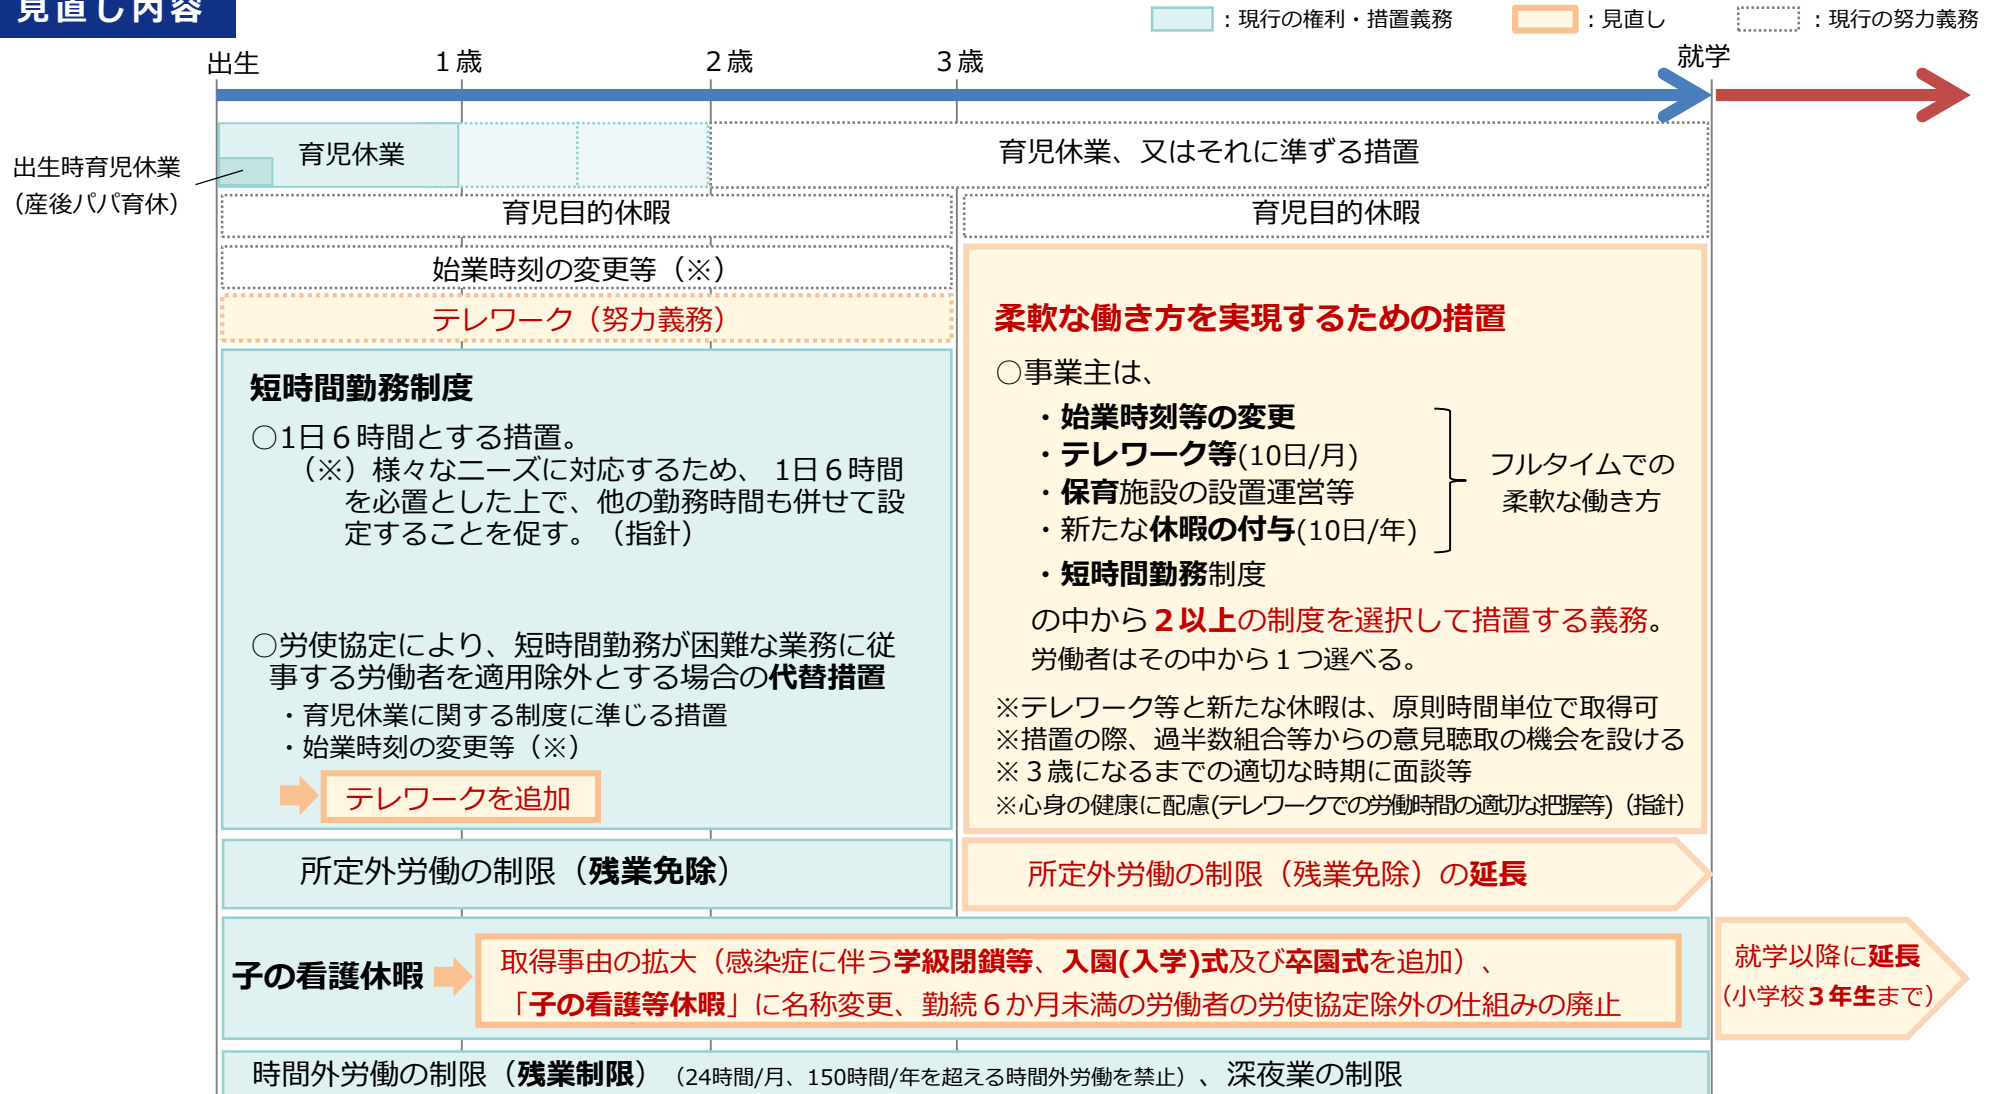 見直し内容
：現行の権利・措置義務
：見直し
：現行の努力義務
出生
１歳
２歳
３歳
就学
出生時育児休業
（産後パパ育休）
育児休業
育児休業、又はそれに準ずる措置
育児目的休暇
育児目的休暇
始業時刻の変更等（※）
テレワーク（努力義務）
短時間勤務制度
○1日６時間とする措置。
（※）様々なニーズに対応するため、 1日６時間
を必置とした上で、他の勤務時間も併せて設
定することを促す。（指針）
○労使協定により、短時間勤務が困難な業務に従
事する労働者を適用除外とする場合の代替措置
・育児休業に関する制度に準じる措置
・始業時刻の変更等（※）
テレワークを追加
柔軟な働き方を実現するための措置
○事業主は、
・始業時刻等の変更
・テレワーク等(10日/月)
・保育施設の設置運営等
・新たな休暇の付与(10日/年)
・短時間勤務制度
フルタイムでの
柔軟な働き方
の中から２以上の制度を選択して措置する義務。
労働者はその中から１つ選べる。
※テレワーク等と新たな休暇は、原則時間単位で取得可
※措置の際、過半数組合等からの意見聴取の機会を設ける
※３歳になるまでの適切な時期に面談等
※心身の健康に配慮(テレワークでの労働時間の適切な把握等)（指針）
所定外労働の制限（残業免除）
所定外労働の制限（残業免除）の延長
子の看護休暇
取得事由の拡大（感染症に伴う学級閉鎖等、入園(入学)式及び卒園式を追加）、
「子の看護等休暇」に名称変更、勤続６か月未満の労働者の労使協定除外の仕組みの廃止
就学以降に延長
（小学校３年生まで）
時間外労働の制限（残業制限）（24時間/月、150時間/年を超える時間外労働を禁止）、深夜業の制限